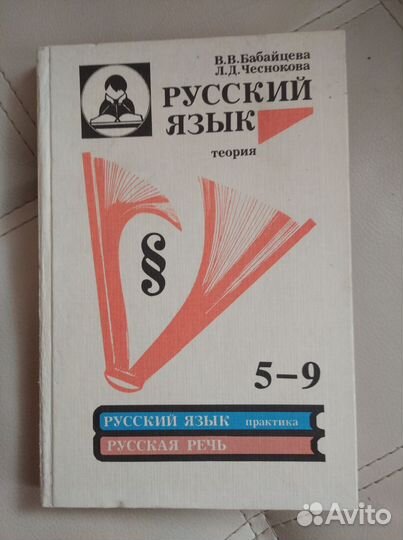 В.В.Бабайцева
Л.Д.Чеснокова
РУССКИЙ
ЯЗЫК
теория
§
5-9
РУССКИЙ ЯЗЫК практика
РУССКАЯ РЕЧЬ
Avito